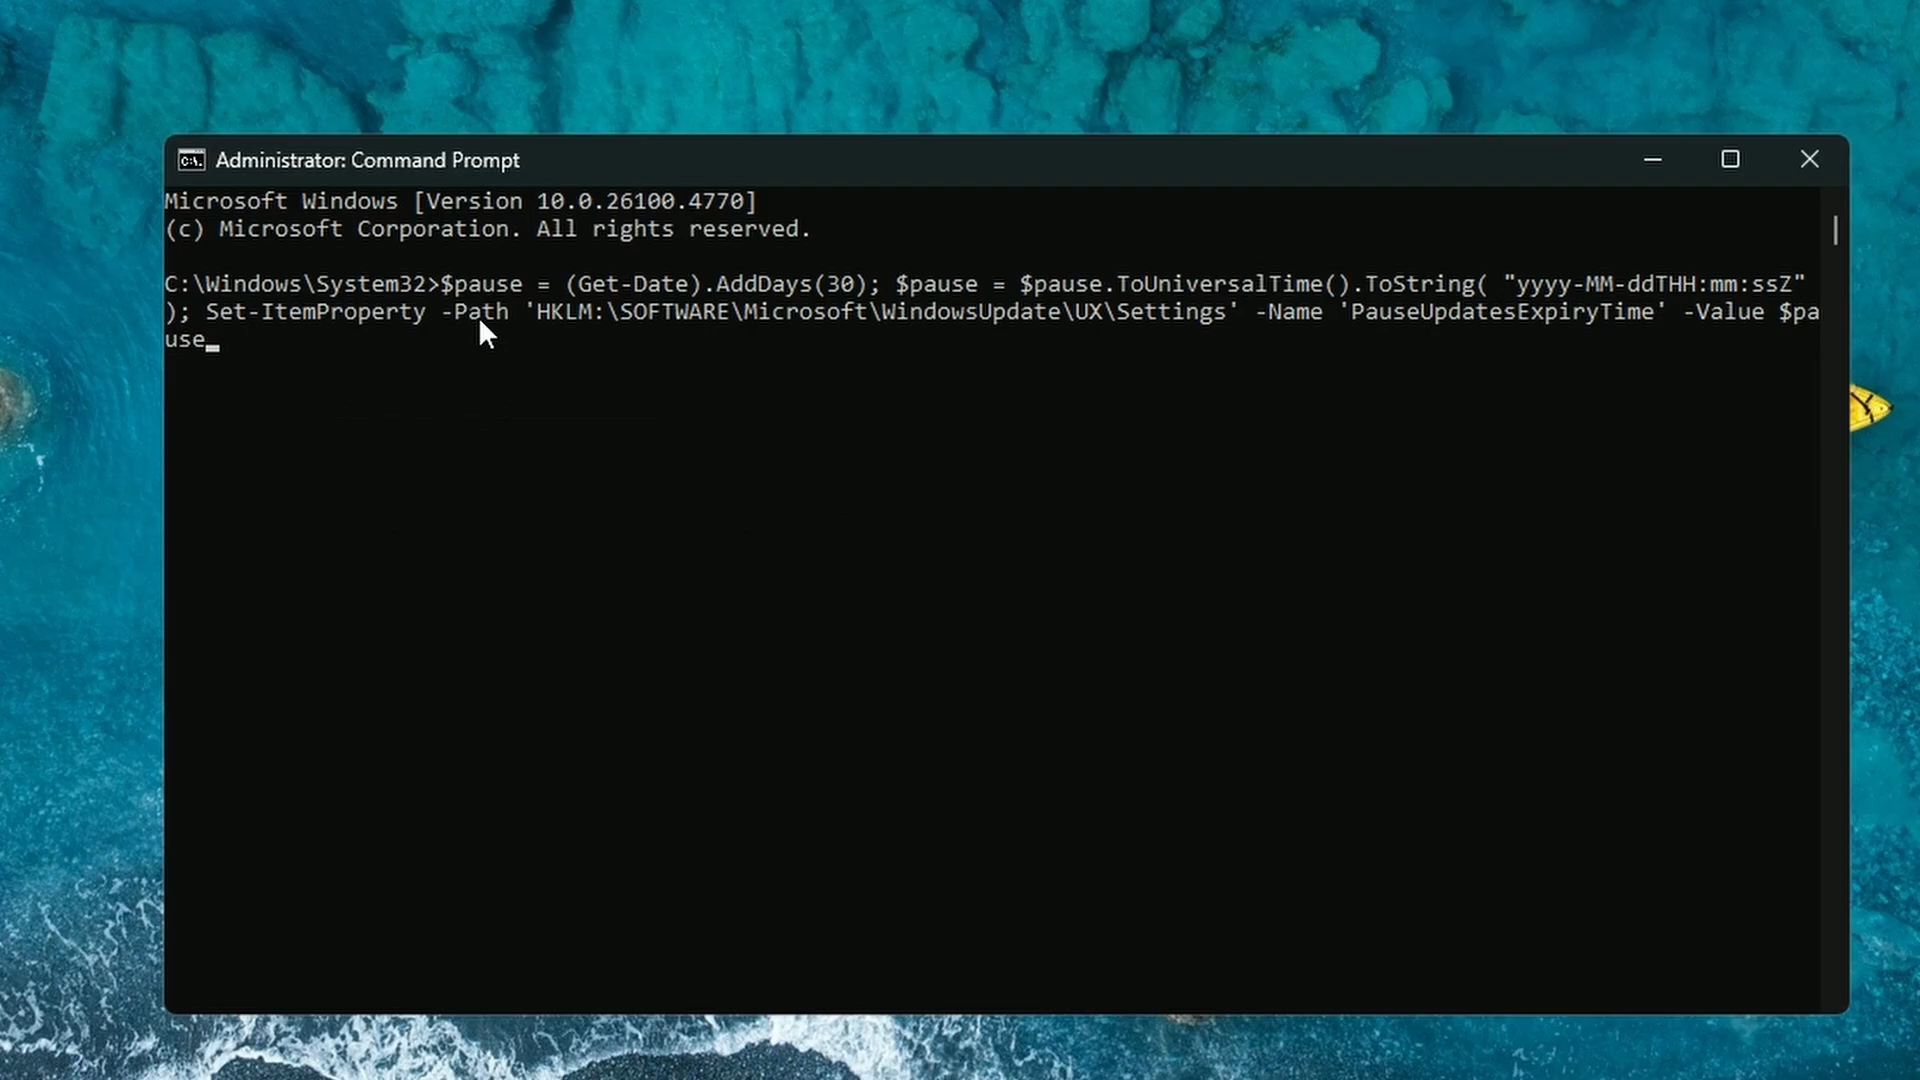 Administrator: Command Prompt
Microsoft Windows [Version 10.0.26100.4770]
(c) Microsoft Corporation. All rights reserved.
C:\Windows\System32>$pause = (Get-Date).AddDays(30); $pause = $pause.ToUniversalTime().ToString( "yyyy-MM-ddTHH:mm:ssZ"
); Set-ItemProperty -Path 'HKLM:\SOFTWARE\Microsoft\WindowsUpdate\UX\Settings' -Name 'PauseUpdatesExpiryTime' -Value $pa
use